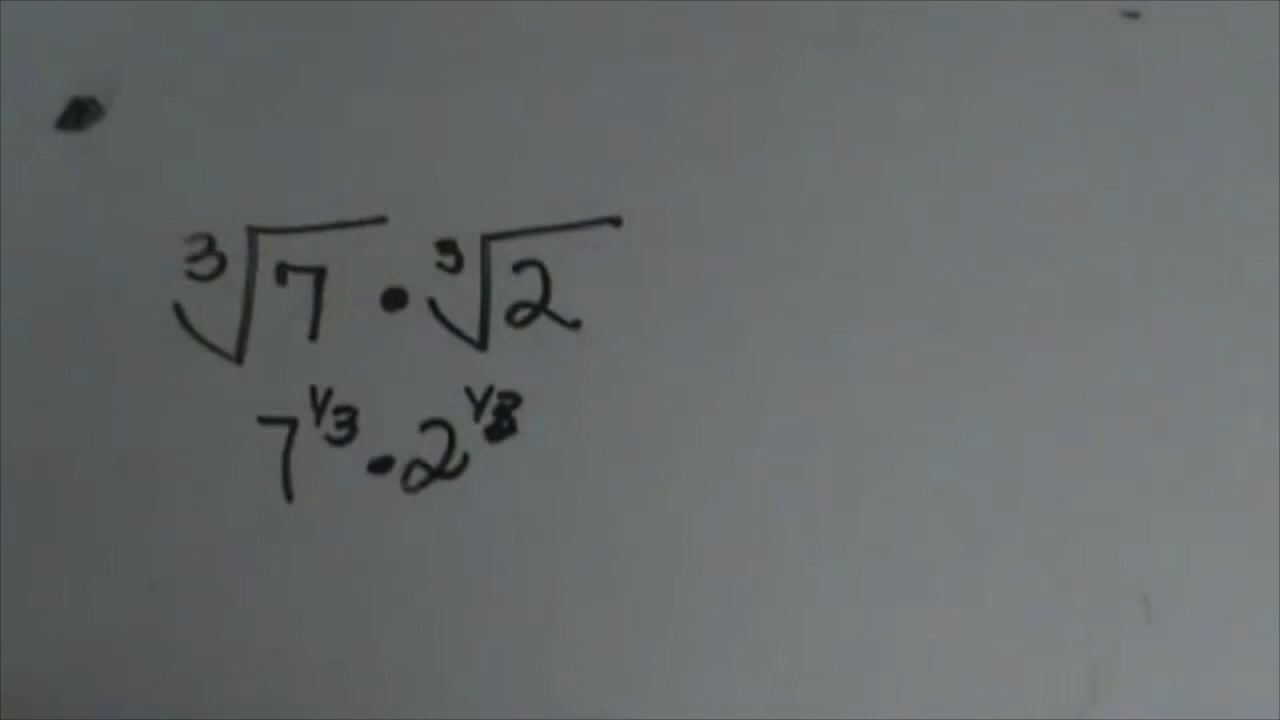 ∛7 • ∛2
7^1/3 • 2^1/3